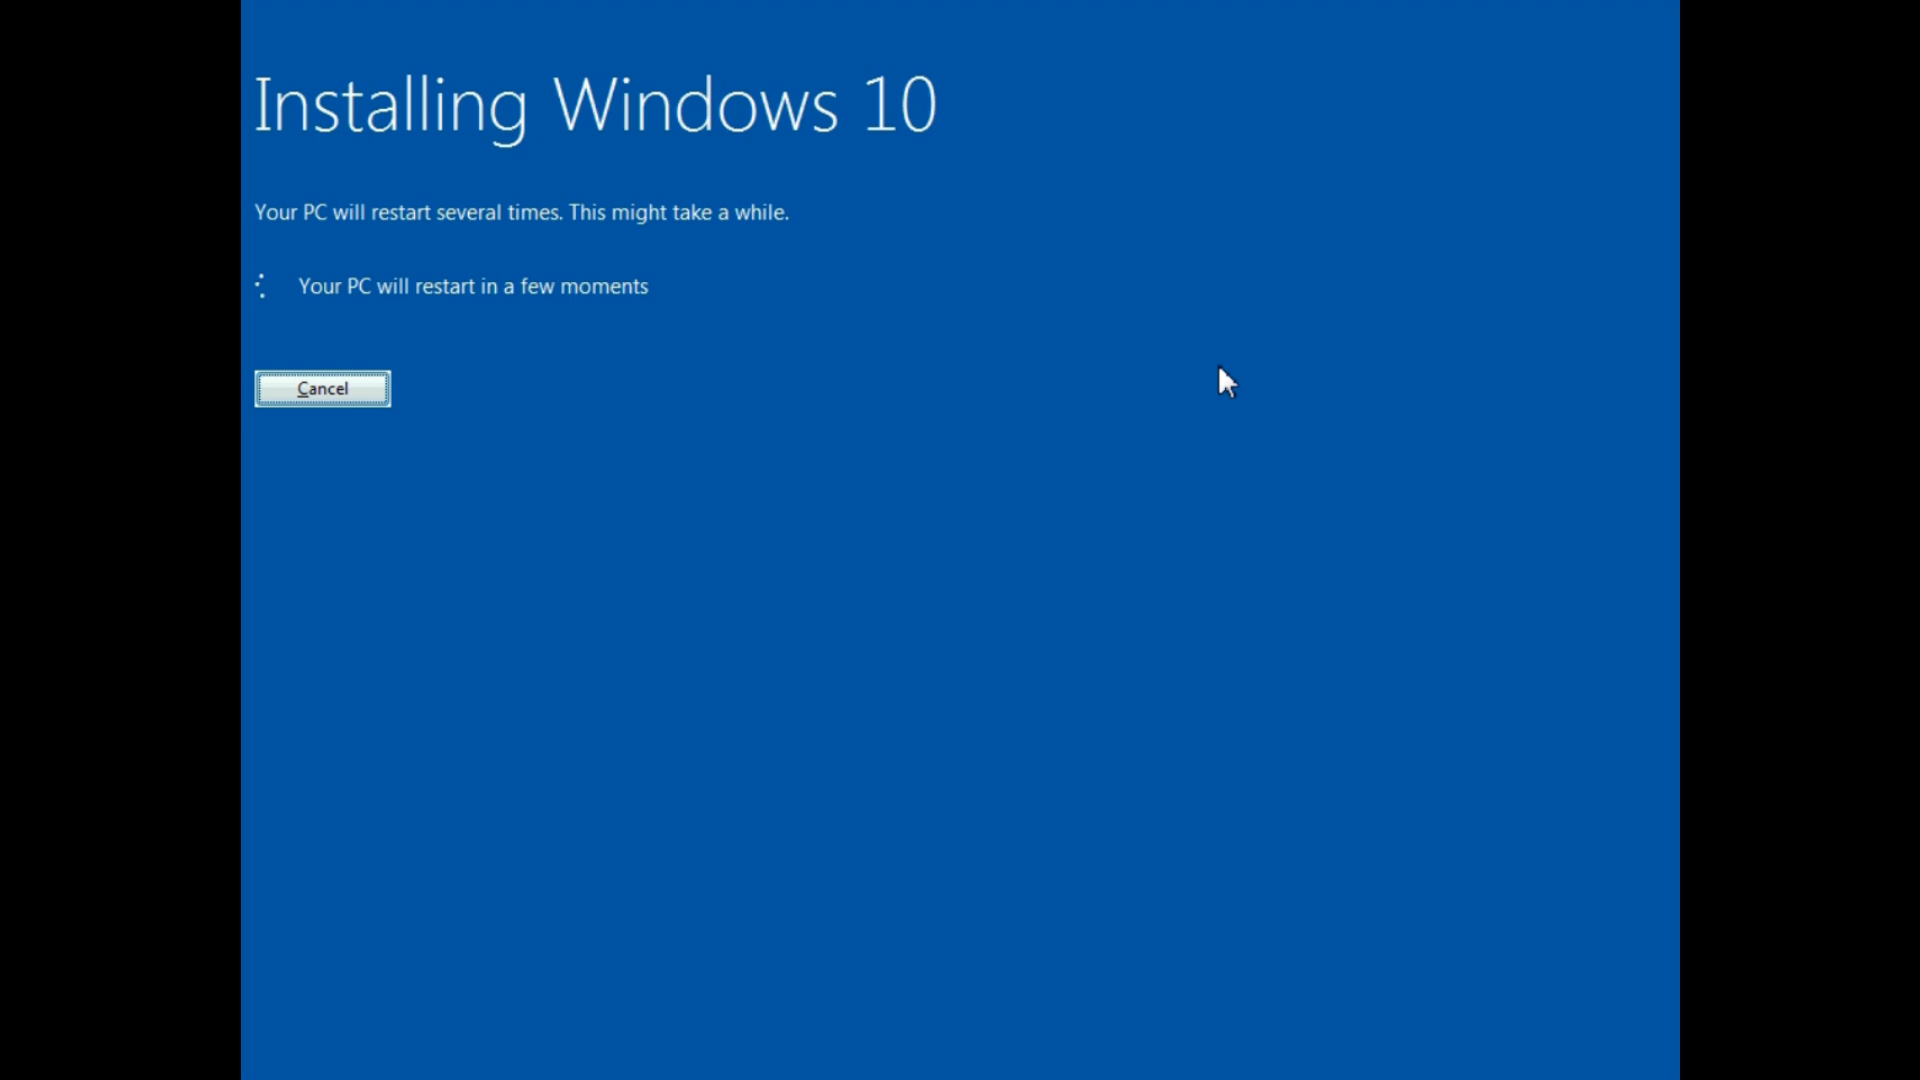 Installing Windows 10
Your PC will restart several times. This might take a while.
Your PC will restart in a few moments
Cancel